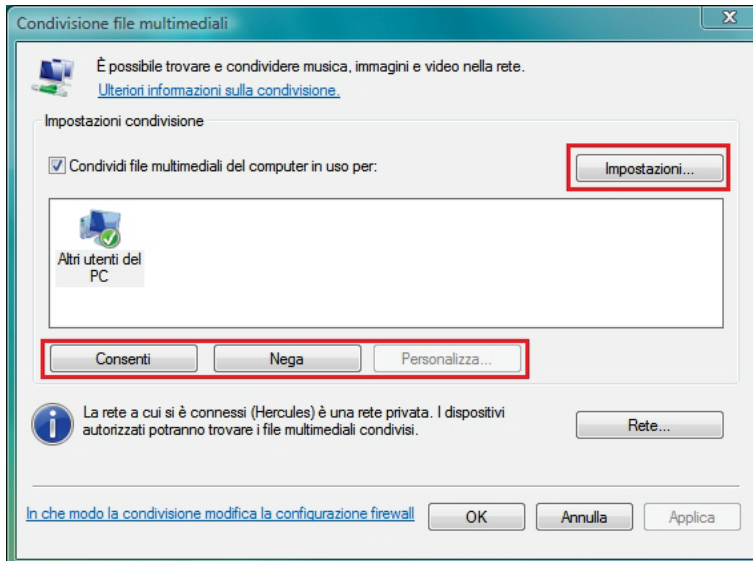 Condivisione file multimediali
È possibile trovare e condividere musica, immagini e video nella rete.
Ulteriori informazioni sulla condivisione.
Impostazioni condivisione
Condividi file multimediali del computer in uso per:
Impostazioni...
Altri utenti del
PC
Consenti
Nega
Personalizza...
La rete a cui si è connessi (Hercules) è una rete privata. I dispositivi
autorizzati potranno trovare i file multimediali condivisi.
Rete...
In che modo la condivisione modifica la configurazione firewall
OK
Annulla
Applica